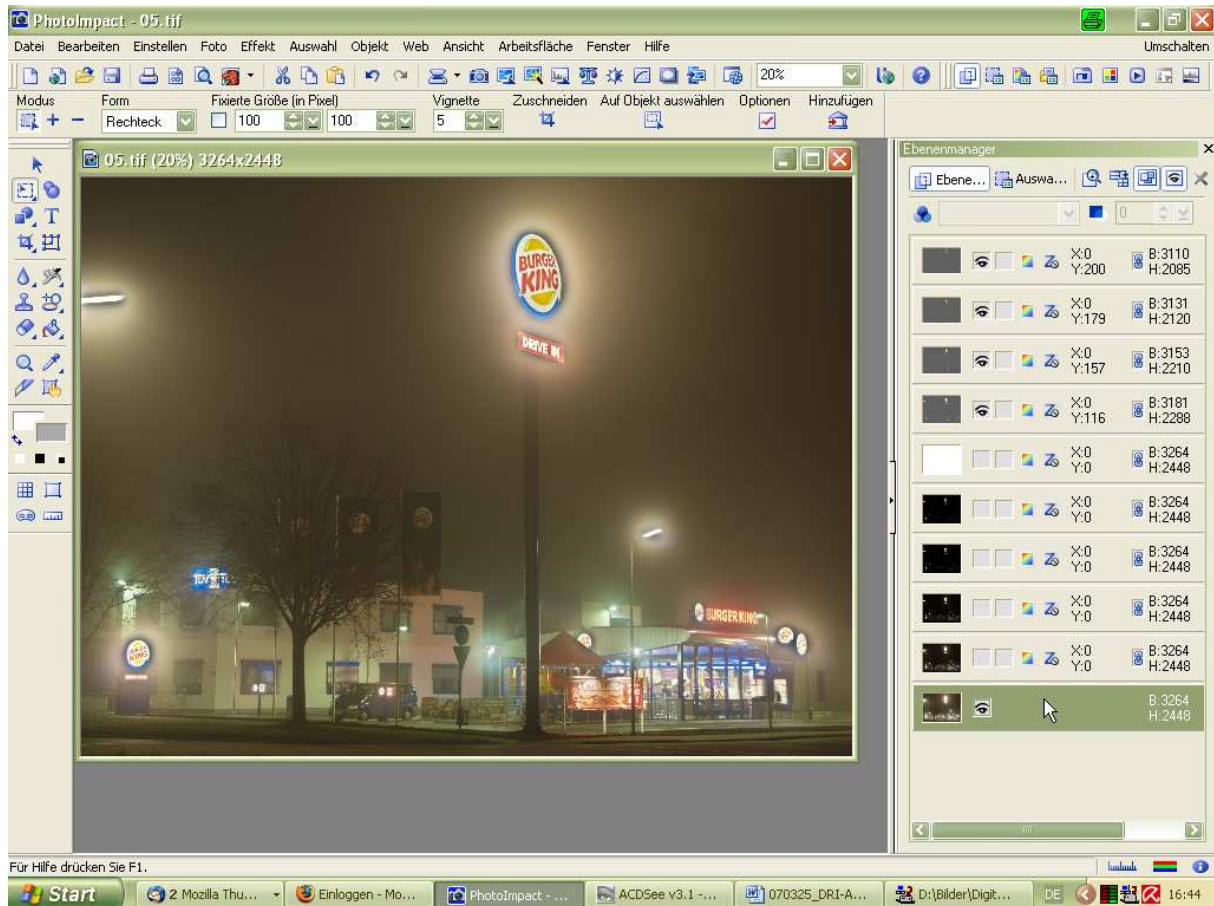 PhotoImpact - 05.tif
Datei Bearbeiten Einstellen Foto Effekt Auswahl Objekt Web Ansicht Arbeitsfläche Fenster Hilfe Umschalten
20%
Modus Form Fixierte Größe (in Pixel) Vignette Zuschneiden Auf Objekt auswählen Optionen Hinzufügen
Rechteck 100 100 5
05.tif (20%) 3264x2448
BURGER
KING
DRIVE IN
BURGER KING
Ebenenmanager
Ebene... Auswa...
0
X:0 B:3110
Y:200 H:2085
X:0 B:3131
Y:179 H:2120
X:0 B:3153
Y:157 H:2210
X:0 B:3181
Y:116 H:2288
X:0 B:3264
Y:0 H:2448
X:0 B:3264
Y:0 H:2448
X:0 B:3264
Y:0 H:2448
X:0 B:3264
Y:0 H:2448
X:0 B:3264
Y:0 H:2448
B:3264
H:2448
Für Hilfe drücken Sie F1.
Start 2 Mozilla Thu... Einloggen - Mo... PhotoImpact - ... ACDSee v3.1 -... 070325_DRI-A... D:\Bilder\Digit... DE 16:44